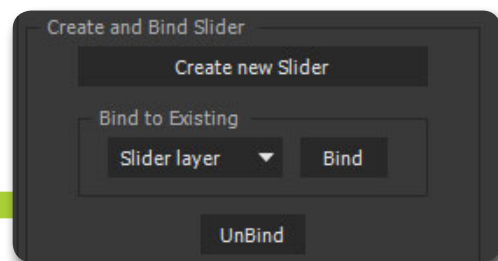 Create and Bind Slider
Create new Slider
Bind to Existing
Slider layer
Bind
UnBind